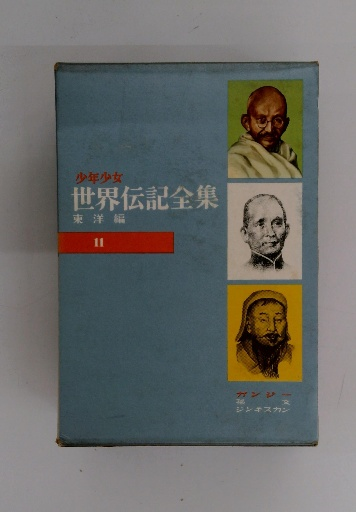 少年少女
世界伝記全集
東洋編
11
ガンジー
孫文
ジンギスカン